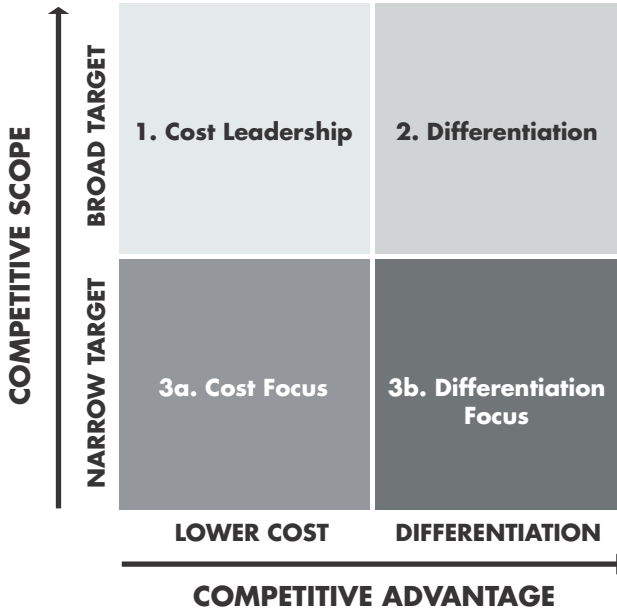 COMPETITIVE SCOPE
BROAD TARGET
1. Cost Leadership
2. Differentiation
NARROW TARGET
3a. Cost Focus
3b. Differentiation
Focus
LOWER COST
DIFFERENTIATION
COMPETITIVE ADVANTAGE